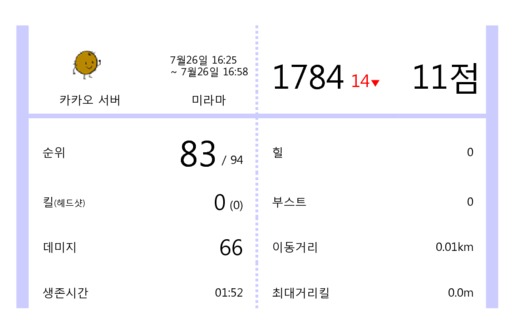 7월26일 16:25
~ 7월26일 16:58
카카오 서버
미라마
1784 14▼
11점
순위
83 / 94
힐
0
킬(헤드샷)
0 (0)
부스트
0
데미지
66
이동거리
0.01km
생존시간
01:52
최대거리킬
0.0m